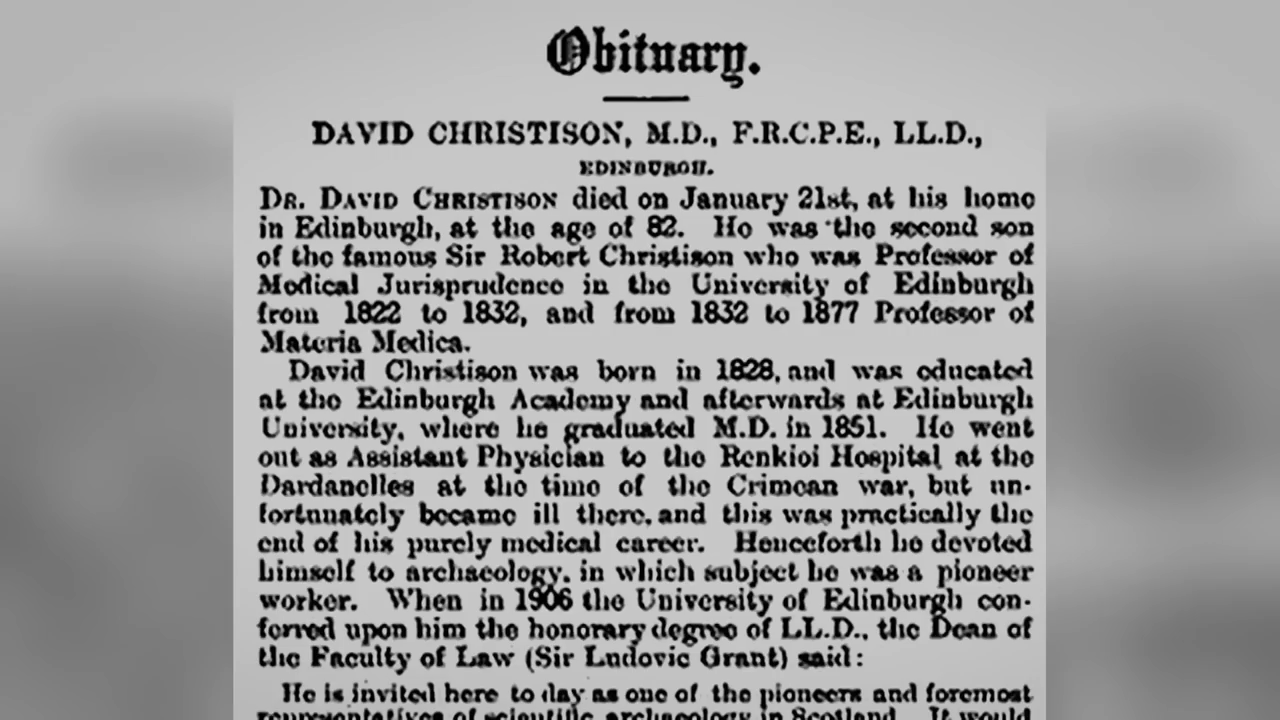 Obituary.
DAVID CHRISTISON, M.D., F.R.C.P.E., LL.D.,
EDINBURGH.
DR. DAVID CHRISTISON died on January 21st, at his home
in Edinburgh, at the age of 82. He was the second son
of the famous Sir Robert Christison who was Professor of
Medical Jurisprudence in the University of Edinburgh
from 1822 to 1832, and from 1832 to 1877 Professor of
Materia Medica.
David Christison was born in 1828, and was educated
at the Edinburgh Academy and afterwards at Edinburgh
University, where he graduated M.D. in 1851. He went
out as Assistant Physician to the Renkioi Hospital at the
Dardanelles at the time of the Crimean war, but un-
fortunately became ill there, and this was practically the
end of his purely medical career. Henceforth he devoted
himself to archaeology, in which subject he was a pioneer
worker. When in 1906 the University of Edinburgh con-
ferred upon him the honorary degree of LL.D., the Dean of
the Faculty of Law (Sir Ludovic Grant) said:
He is invited here to day as one of the pioneers and foremost
representatives of scientific archaeology in Scotland. It would